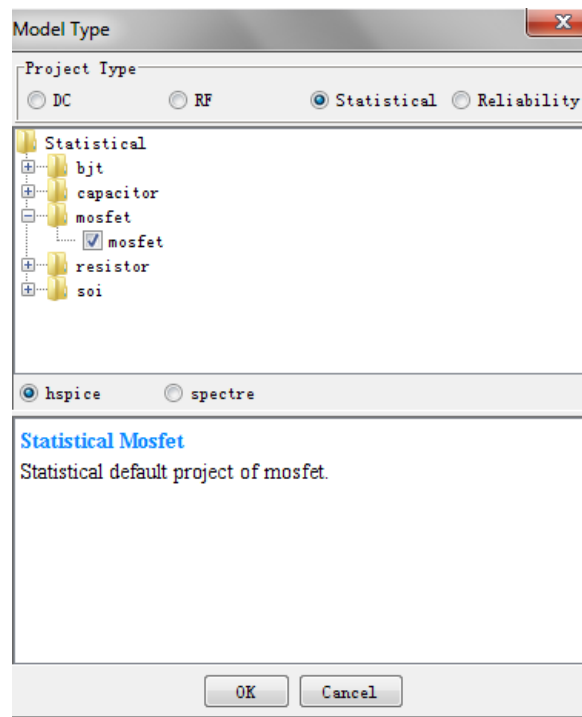 Model Type
Project Type
DC RF Statistical Reliability
Statistical
bjt
capacitor
mosfet
mosfet
resistor
soi
hspice spectre
Statistical Mosfet
Statistical default project of mosfet.
OK Cancel